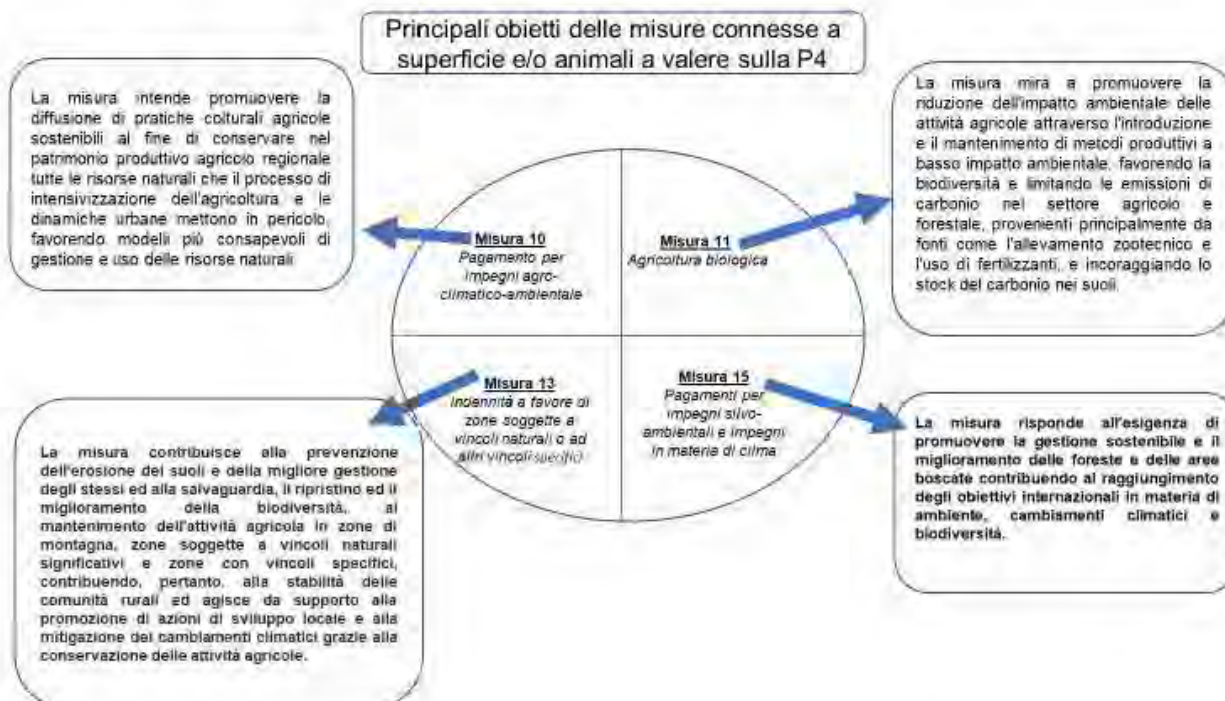 Principali obietti delle misure connesse a
superficie e/o animali a valere sulla P4
La misura intende promuovere la
diffusione di pratiche colturali agricole
sostenibili al fine di conservare nel
patrimonio produttivo agricolo regionale
tutte le risorse naturali che il processo di
intensivizzazione dell'agricoltura e le
dinamiche urbane mettono in pericolo,
favorendo modelli più consapevoli di
gestione e uso delle risorse naturali
La misura mira a promuovere la
riduzione dell'impatto ambientale delle
attività agricole attraverso l'introduzione
e il mantenimento di metodi produttivi a
basso impatto ambientale, favorendo la
biodiversità e limitando le emissioni di
carbonio nel settore agricolo e
forestale, provenienti principalmente da
fonti come l'allevamento zootecnico e
l'uso di fertilizzanti, e incoraggiando lo
stock del carbonio nei suoli
Misura 10
Pagamento per
impegni agro-
climatico-ambientale
Misura 11
Agricoltura biologica
Misura 13
Indennità a favore di
zone soggette a
vincoli naturali o ad
altri vincoli specifici
Misura 15
Pagamenti per
impegni silvo-
ambientali e impegni
in materia di clima
La misura contribuisce alla prevenzione
dell'erosione dei suoli e della migliore gestione
degli stessi ed alla salvaguardia, il ripristino ed il
miglioramento della biodiversità, al
mantenimento dell'attività agricola in zone di
montagna, zone soggette a vincoli naturali
significativi e zone con vincoli specifici,
contribuendo, pertanto, alla stabilità delle
comunità rurali ed agisce da supporto alla
promozione di azioni di sviluppo locale e alla
mitigazione dei cambiamenti climatici grazie alla
conservazione delle attività agricole.
La misura risponde all'esigenza di
promuovere la gestione sostenibile e il
miglioramento delle foreste e delle aree
boscate contribuendo al raggiungimento
degli obiettivi internazionali in materia di
ambiente, cambiamenti climatici e
biodiversità.